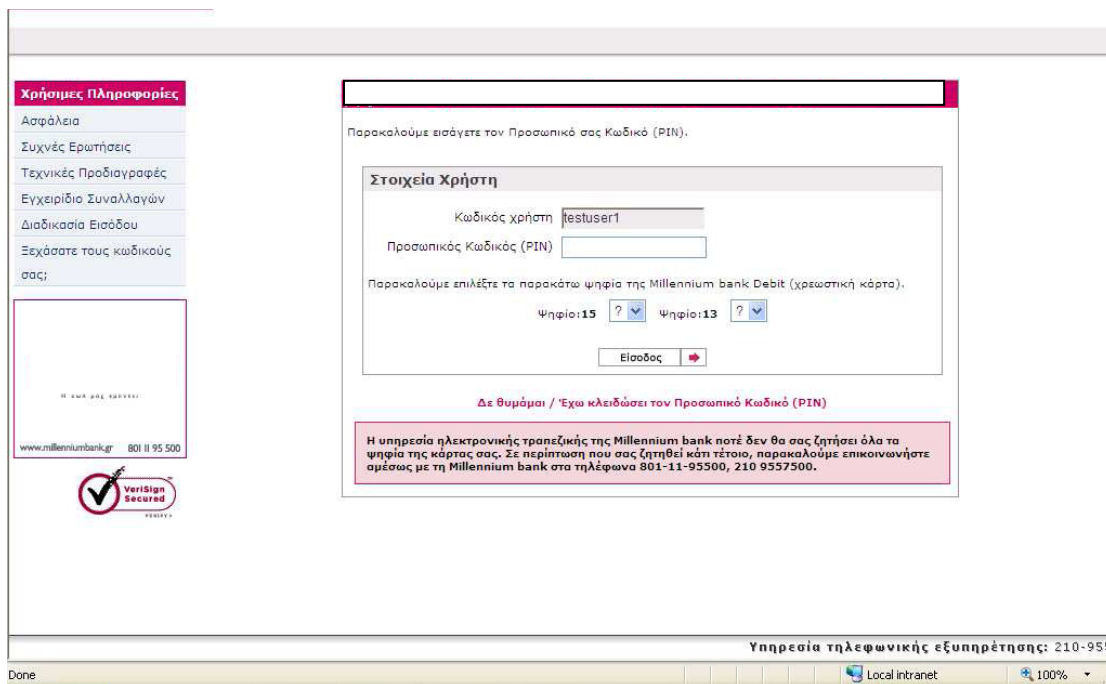 Χρήσιμες Πληροφορίες
Ασφάλεια
Συχνές Ερωτήσεις
Τεχνικές Προδιαγραφές
Εγχειρίδιο Συναλλαγών
Διαδικασία Εισόδου
Ξεχάσατε τους κωδικούς
σας;
www.millenniumbank.gr 801 11 95 500
VeriSign
Secured
VERIFY
Παρακαλούμε εισάγετε τον Προσωπικό σας Κωδικό (PIN).
Στοιχεία Χρήστη
Κωδικός χρήστη testuser1
Προσωπικός Κωδικός (PIN)
Παρακαλούμε επιλέξτε τα παρακάτω ψηφία της Millennium bank Debit (χρεωστική κάρτα).
Ψηφίο:15 ? Ψηφίο:13 ?
Είσοδος
Δε θυμάμαι / Έχω κλειδώσει τον Προσωπικό Κωδικό (PIN)
Η υπηρεσία ηλεκτρονικής τραπεζικής της Millennium bank ποτέ δεν θα σας ζητήσει όλα τα
ψηφία της κάρτας σας. Σε περίπτωση που σας ζητηθεί κάτι τέτοιο, παρακαλούμε επικοινωνήστε
αμέσως με τη Millennium bank στα τηλέφωνα 801-11-95500, 210 9557500.
Υπηρεσία τηλεφωνικής εξυπηρέτησης: 210-955
Done Local intranet 100%